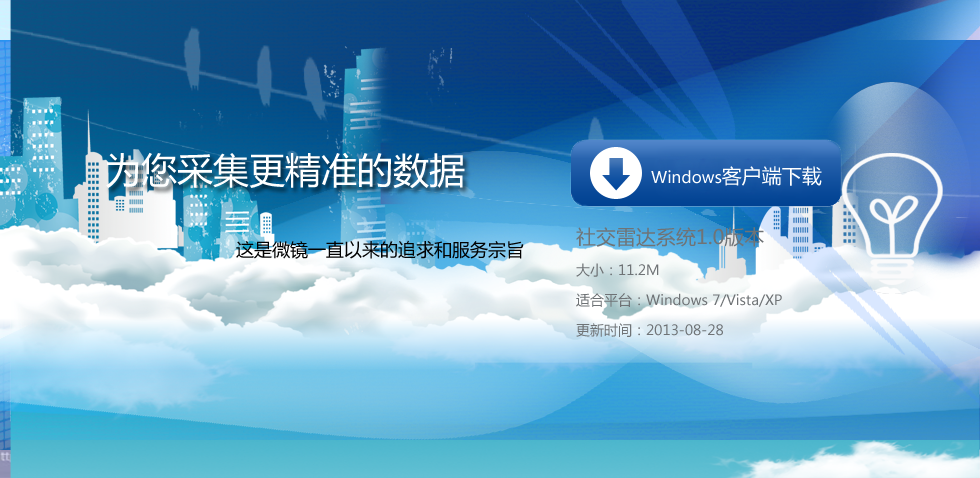 为您采集更精准的数据
这是微镜一直以来的追求和服务宗旨
Windows客户端下载
社交雷达系统1.0版本
大小：11.2M
适合平台：Windows 7/Vista/XP
更新时间：2013-08-28